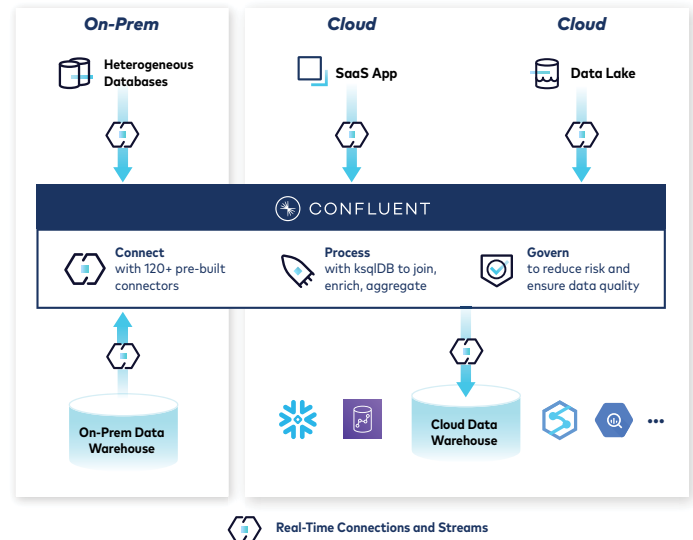 On-Prem
Cloud
Cloud
Heterogeneous
Databases
SaaS App
Data Lake
CONFLUENT
Connect
with 120+ pre-built
connectors
Process
with ksqlDB to join,
enrich, aggregate
Govern
to reduce risk and
ensure data quality
On-Prem Data
Warehouse
Cloud Data
Warehouse
•••
Real-Time Connections and Streams